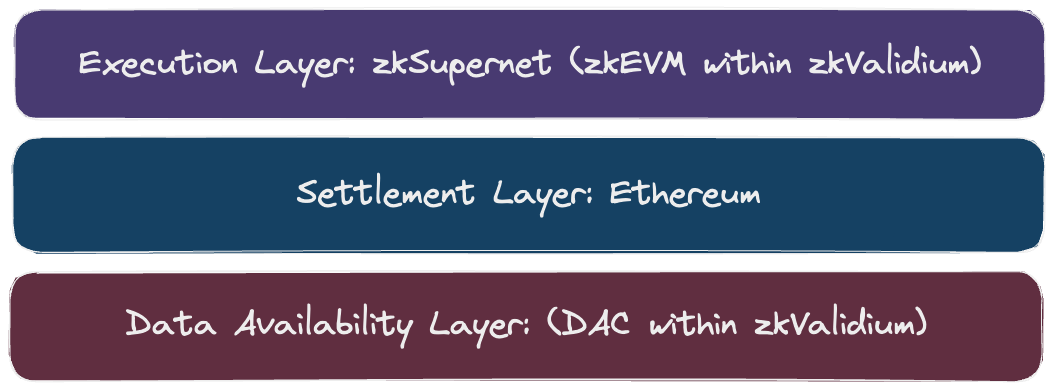 Execution Layer: zkSupernet (zkEVM within zkValidium)
Settlement Layer: Ethereum
Data Availability Layer: (DAC within zkValidium)